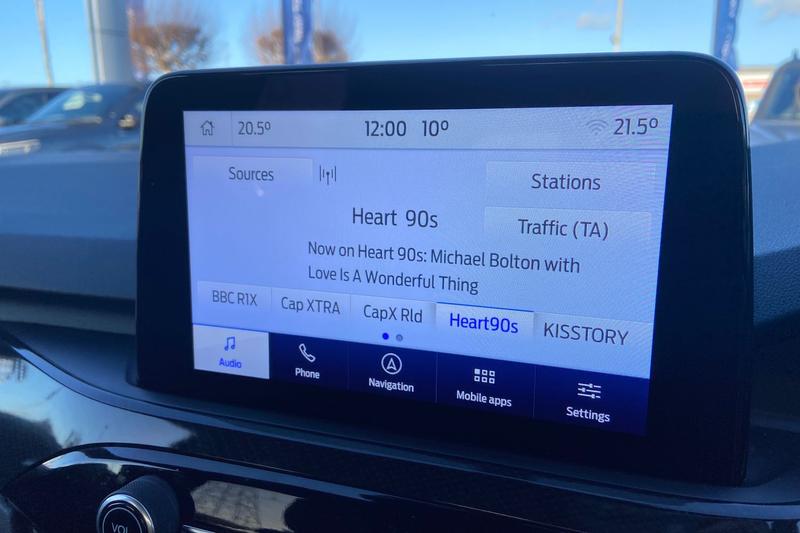 20.5º
12:00 10º
21.5º
Sources
Stations
Heart 90s
Traffic (TA)
Now on Heart 90s: Michael Bolton with
Love Is A Wonderful Thing
BBC R1X
Cap XTRA
CapX Rld
Heart90s
KISSTORY
Audio
Phone
Navigation
Mobile apps
Settings
VOL